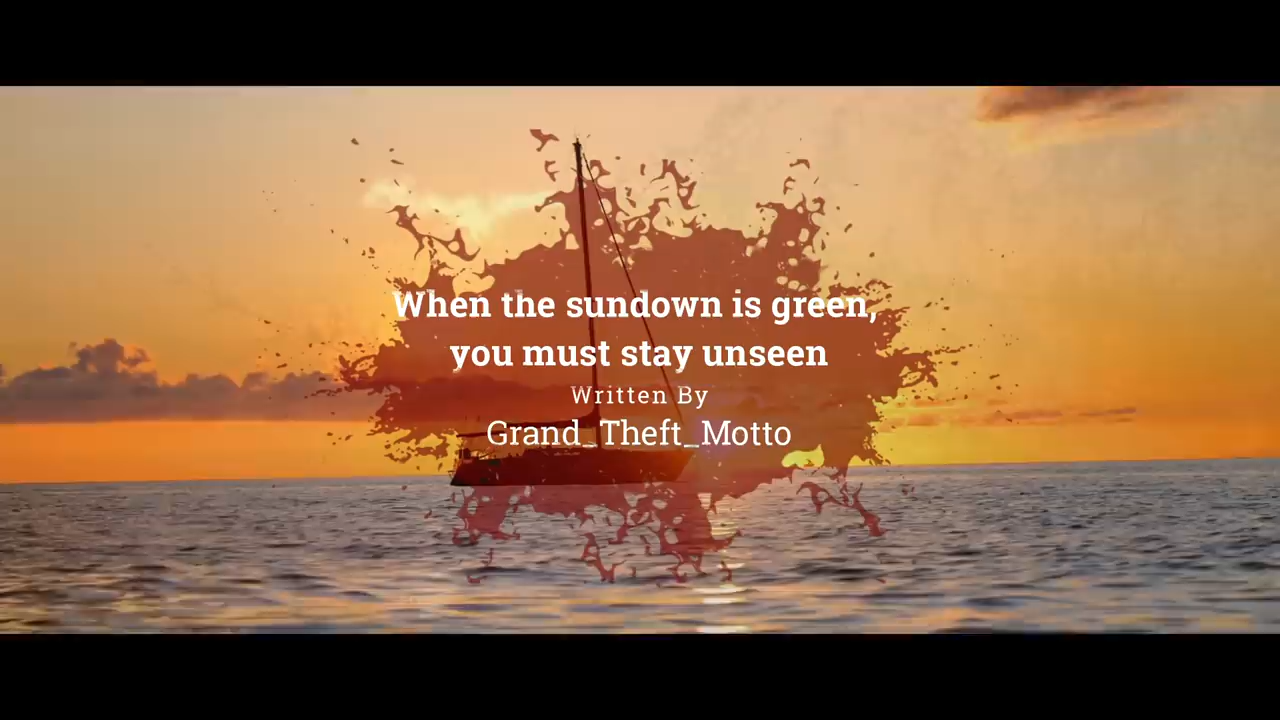 When the sundown is green,
you must stay unseen
Written By
Grand_Theft_Motto